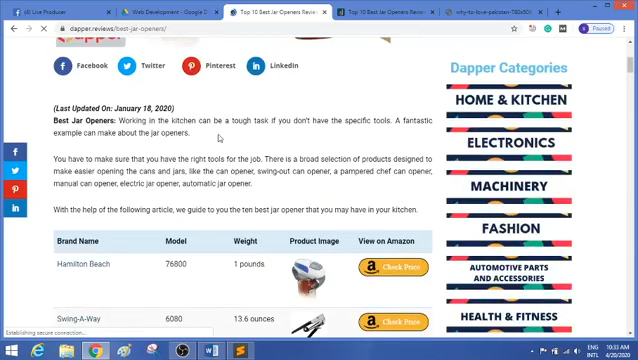 (8) Live Producer
Web Development - Google D
Top 10 Best Jar Openers Review
Top 10 Best Jar Openers Review
why-to-love-pakistan-780x90
dapper.reviews/best-jar-openers/
Paused
Facebook
Twitter
Pinterest
LinkedIn
Dapper Categories
HOME & KITCHEN
ELECTRONICS
MACHINERY
FASHION
AUTOMOTIVE PARTS
AND ACCESSORIES
HEALTH & FITNESS
(Last Updated On: January 18, 2020)
Best Jar Openers: Working in the kitchen can be a tough task if you don't have the specific tools. A fantastic
example can make about the jar openers.
You have to make sure that you have the right tools for the job. There is a broad selection of products designed to
make easier opening the cans and jars, like the can opener, swing-out can opener, a pampered chef can opener,
manual can opener, electric jar opener, automatic jar opener.
With the help of the following article, we guide to you the ten best jar opener that you may have in your kitchen.
Brand Name Model Weight Product Image View on Amazon
Hamilton Beach 76800 1 pounds Check Price
Swing-A-Way 6080 13.6 ounces Check Price
Establishing secure connection...
ENG
INTL
10:33 AM
4/20/2020